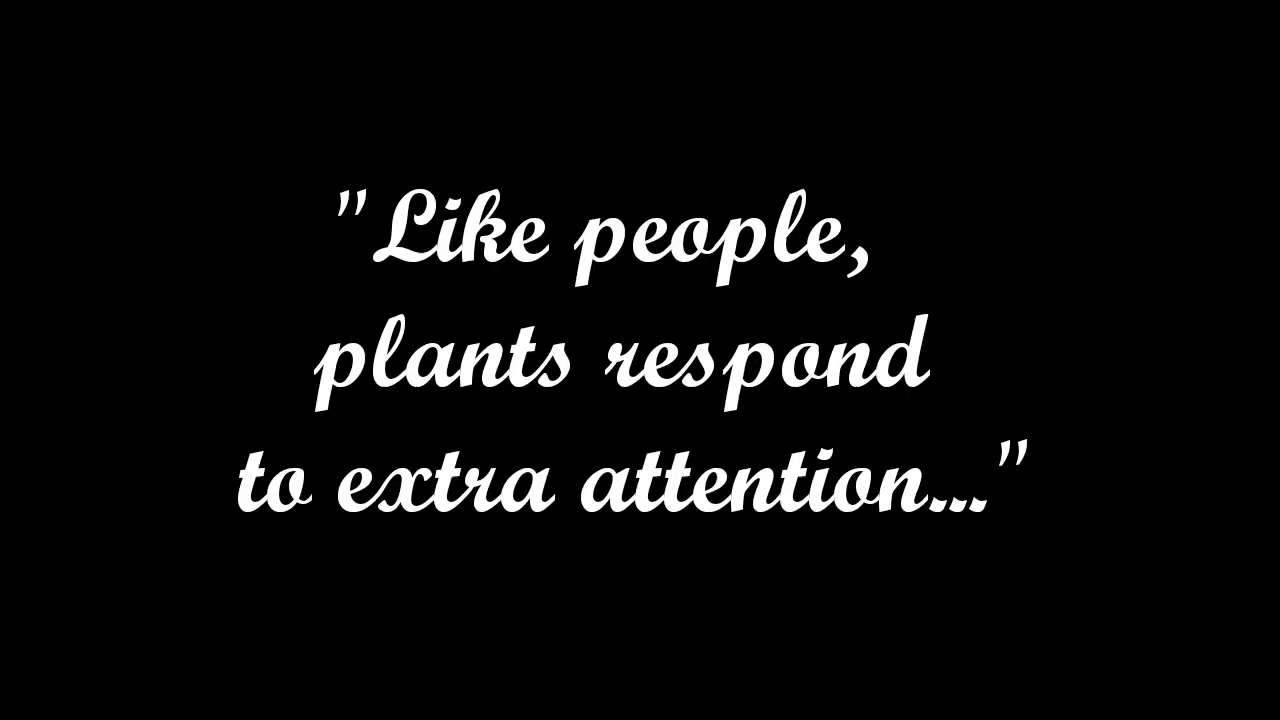 "Like people,
plants respond
to extra attention..."